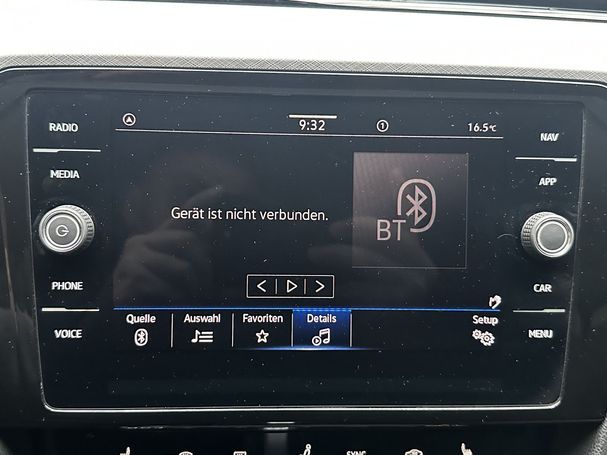 9:32
1
16.5°C
RADIO
NAV
MEDIA
APP
Gerät ist nicht verbunden.
BT
PHONE
CAR
Quelle
Auswahl
Favoriten
Details
Setup
VOICE
MENU
SYNC